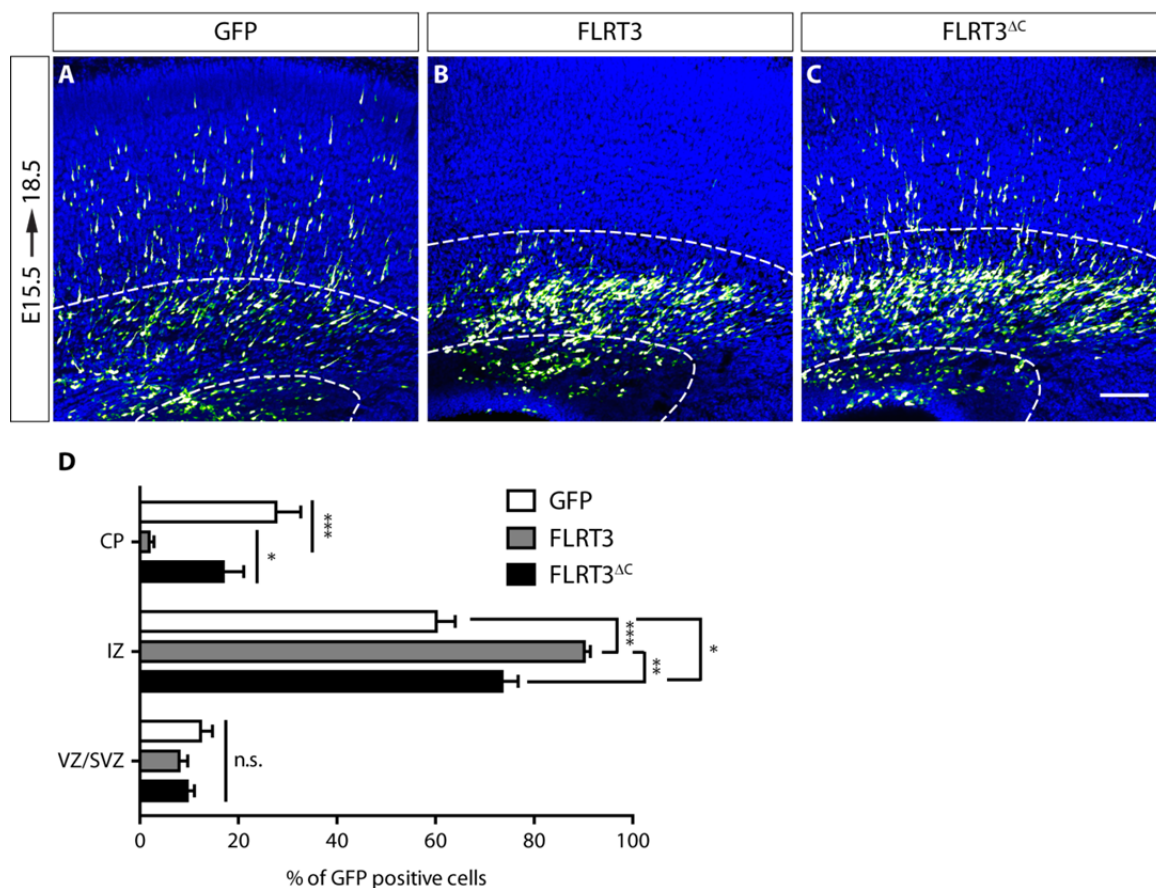 GFP
FLRT3
FLRT3ΔC
A
B
C
E15.5 → 18.5
D
GFP
FLRT3
FLRT3ΔC
CP
***
*
IZ
***
**
*
VZ/SVZ
n.s.
0 20 40 60 80 100
% of GFP positive cells